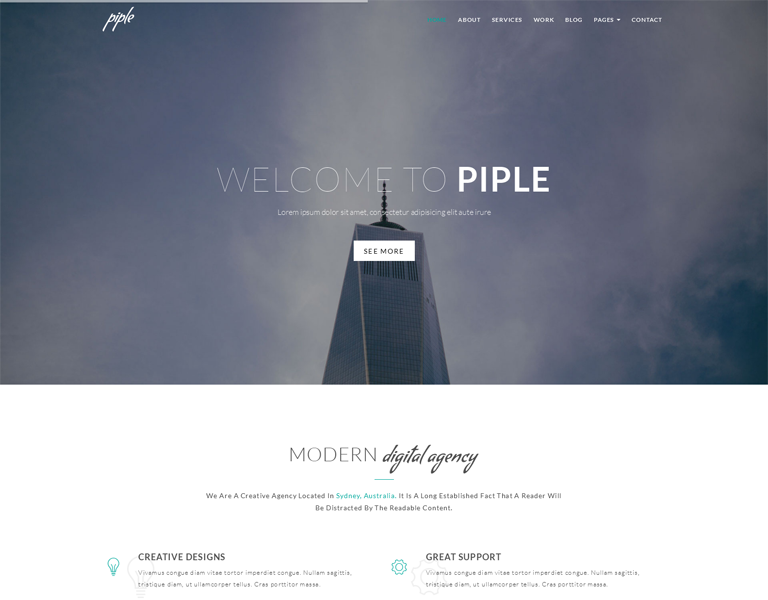 piple
HOME ABOUT SERVICES WORK BLOG PAGES CONTACT
WELCOME TO PIPLE
Lorem ipsum dolor sit amet, consectetur adipisicing elit aute irure
SEE MORE
MODERN digital agency
We Are A Creative Agency Located In Sydney, Australia. It Is A Long Established Fact That A Reader Will
Be Distracted By The Readable Content.
CREATIVE DESIGNS
Vivamus congue diam vitae tortor imperdiet congue. Nullam sagittis,
tristique diam, ut ullamcorper tellus. Cras porttitor massa.
GREAT SUPPORT
Vivamus congue diam vitae tortor imperdiet congue. Nullam sagittis,
tristique diam, ut ullamcorper tellus. Cras porttitor massa.